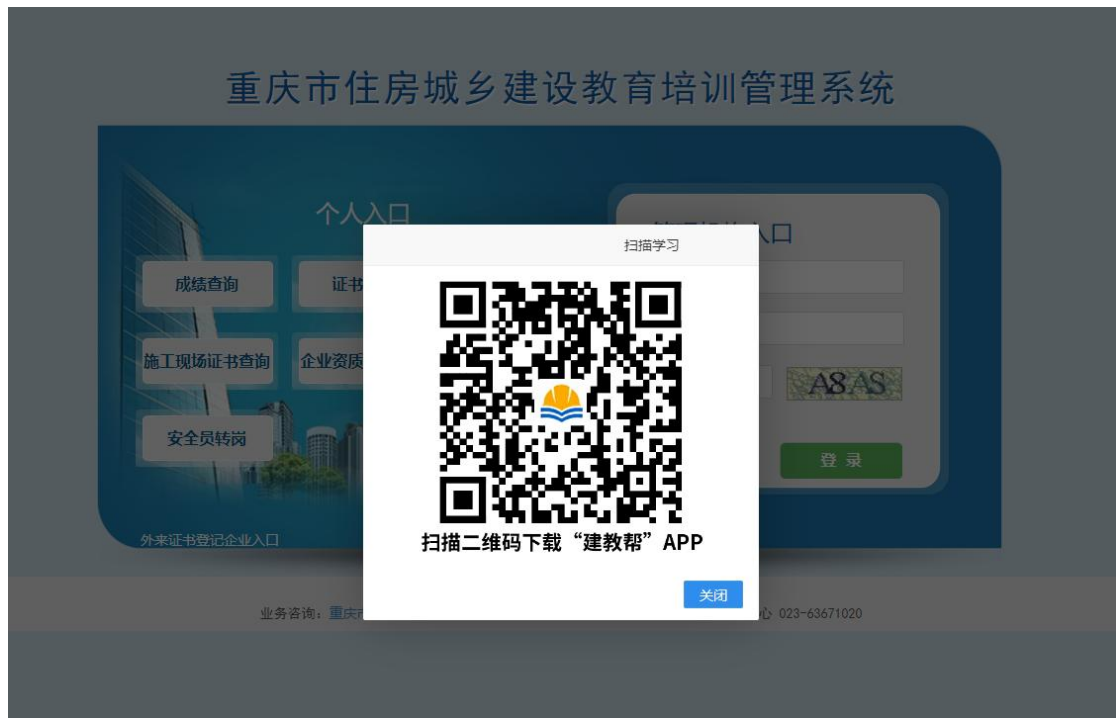 重庆市住房城乡建设教育培训管理系统
个人入口
入口
扫描学习
成绩查询
证书
施工现场证书查询
企业资质
A8AS
安全员转岗
登录
外来证书登记企业入口
扫描二维码下载“建教帮”APP
关闭
业务咨询：重庆市
心 023-63671020